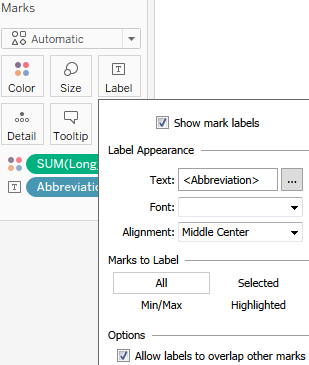 Marks
Automatic
Color Size Label
Detail Tooltip
Show mark labels
Label Appearance
Text: <Abbreviation> ...
Font:
Alignment: Middle Center
Marks to Label
All Selected
Min/Max Highlighted
Options
Allow labels to overlap other marks
SUM(Long_
Abbreviatio